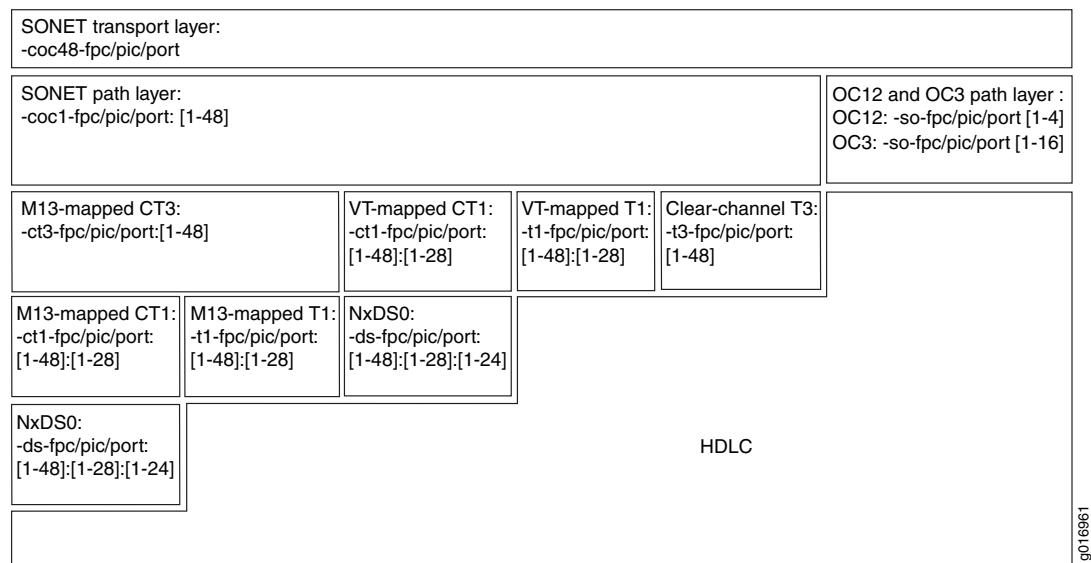 SONET transport layer:
-coc48-fpc/pic/port
SONET path layer:
-coc1-fpc/pic/port: [1-48]
OC12 and OC3 path layer :
OC12: -so-fpc/pic/port [1-4]
OC3: -so-fpc/pic/port [1-16]
M13-mapped CT3:
-ct3-fpc/pic/port:[1-48]
VT-mapped CT1:
-ct1-fpc/pic/port:
[1-48]:[1-28]
VT-mapped T1:
-t1-fpc/pic/port:
[1-48]:[1-28]
Clear-channel T3:
-t3-fpc/pic/port:
[1-48]
M13-mapped CT1:
-ct1-fpc/pic/port:
[1-48]:[1-28]
M13-mapped T1:
-t1-fpc/pic/port:
[1-48]:[1-28]
NxDS0:
-ds-fpc/pic/port:
[1-48]:[1-28]:[1-24]
NxDS0:
-ds-fpc/pic/port:
[1-48]:[1-28]:[1-24]
HDLC
g016961